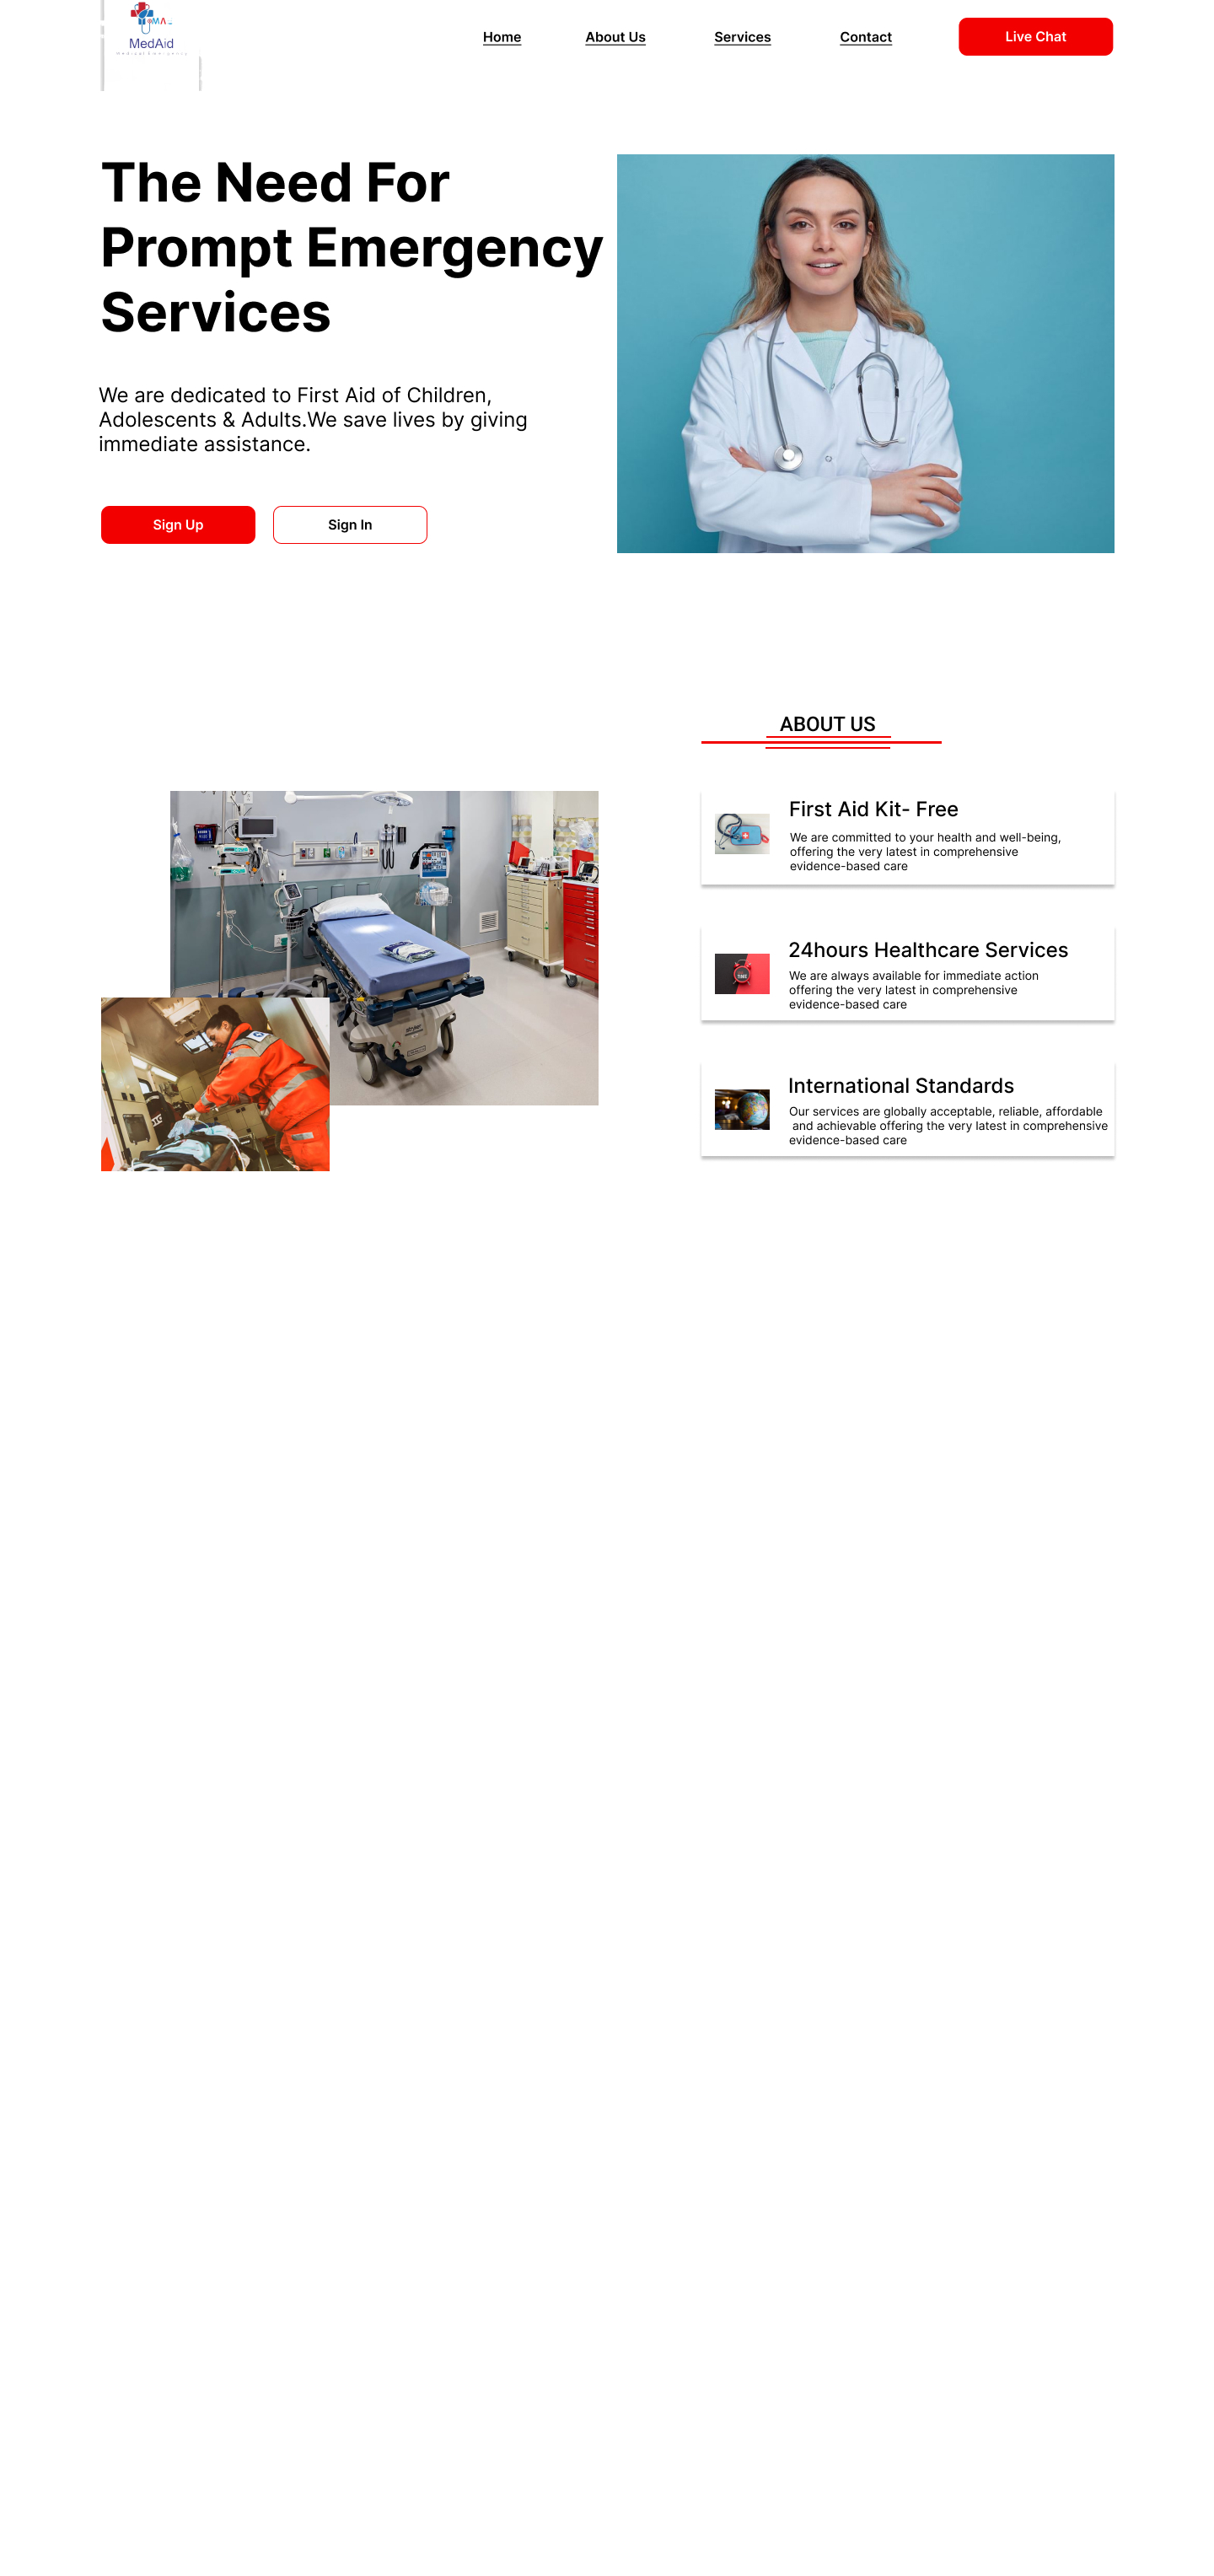 MA
MedAid
Medical Emergency
Home
About Us
Services
Contact
Live Chat
The Need For
Prompt Emergency
Services
We are dedicated to First Aid of Children,
Adolescents & Adults.We save lives by giving
immediate assistance.
Sign Up
Sign In
ABOUT US
First Aid Kit- Free
We are committed to your health and well-being,
offering the very latest in comprehensive
evidence-based care
24hours Healthcare Services
We are always available for immediate action
offering the very latest in comprehensive
evidence-based care
International Standards
Our services are globally acceptable, reliable, affordable
and achievable offering the very latest in comprehensive
evidence-based care